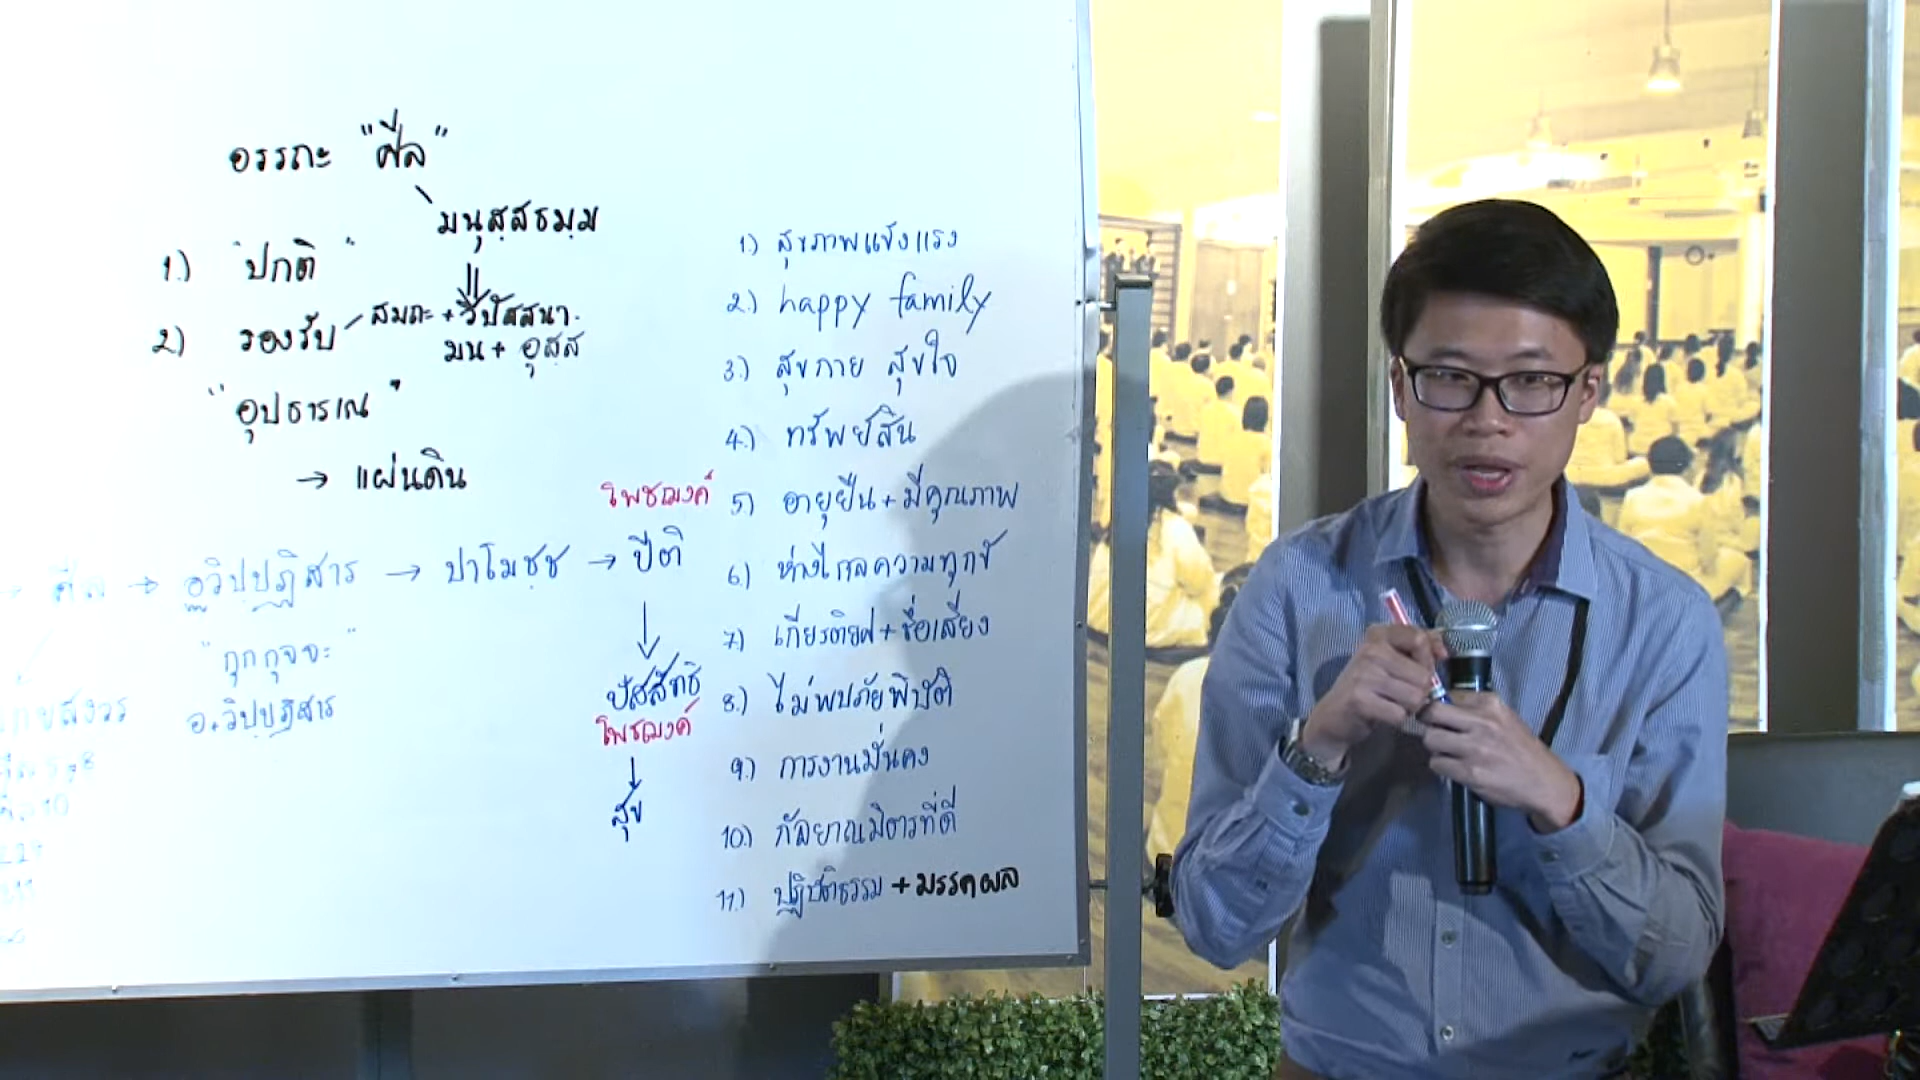 อรรถะ "ศีล"
มนุสฺสธมฺม
1.) "ปกติ"
2.) รองรับ
สมถะ + วิปัสสนา.
มน + อุสฺส
"อุปธารณ"
→ แผ่นดิน
→ ศีล → อวิปฺปฏิสาร → ปาโมชฺช → ปีติ
โพชฌงค์
"กุกกุจจะ"
อ.วิปฺปฏิสาร
↓
ปัสสัทธิ
โพชฌงค์
↓
สุข
1.) สุขภาพแข็งแรง
2.) happy family
3.) สุขกาย สุขใจ
4.) ทรัพย์สิน
5.) อายุยืน + มีคุณภาพ
6.) ห่างไกลความทุกข์
7.) เกียรติยศ + ชื่อเสียง
8.) ไม่พบภัยพิบัติ
9.) การงานมั่นคง
10.) กัลยาณมิตรที่ดี
11.) ปฏิบัติธรรม + มรรคผล